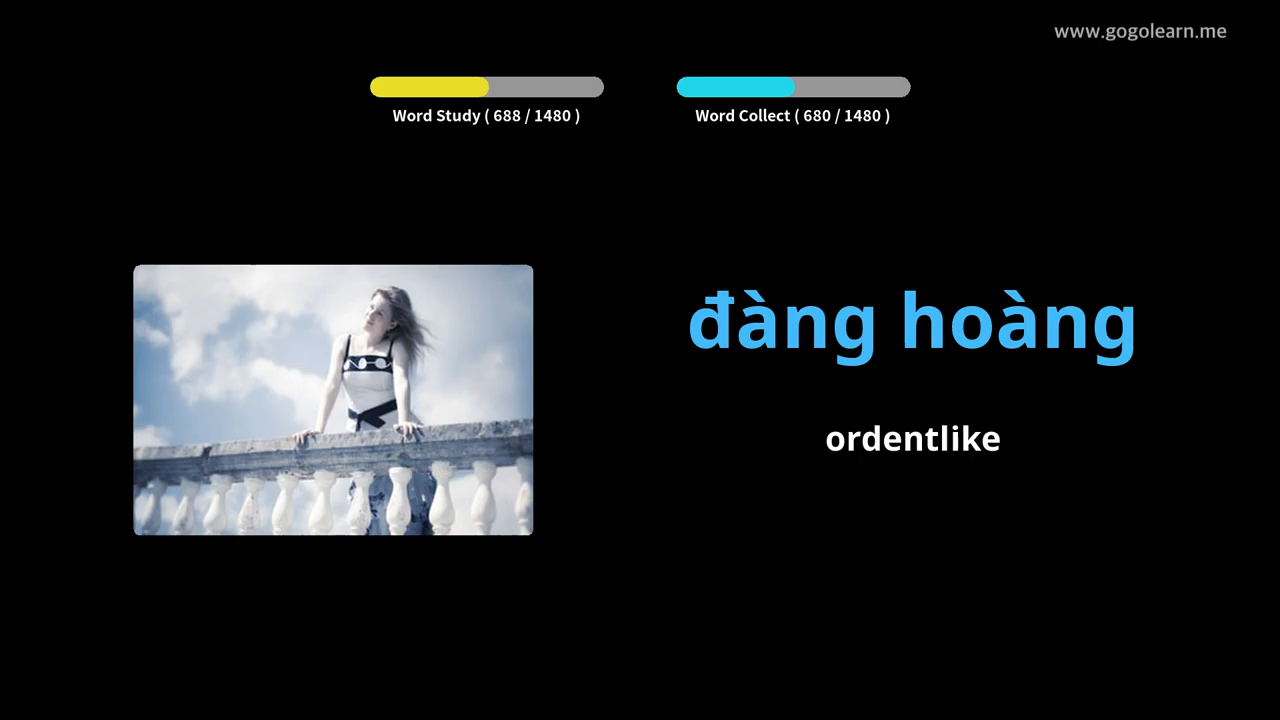 www.gogolearn.me
Word Study ( 688 / 1480 )
Word Collect ( 680 / 1480 )
đàng hoàng
ordentlike